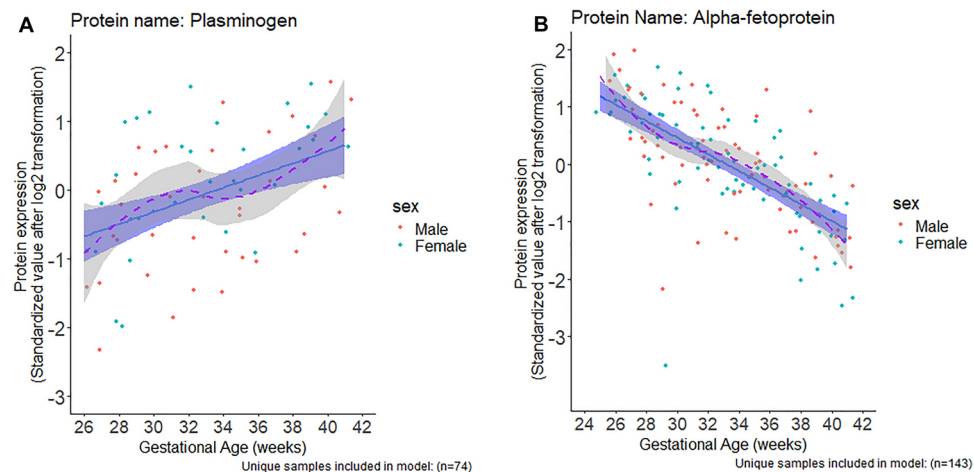 A
Protein name: Plasminogen
Protein expression
(Standardized value after log2 transformation)
2
1
0
-1
-2
-3
26 28 30 32 34 36 38 40 42
Gestational Age (weeks)
sex
Male
Female
Unique samples included in model: (n=74)
B
Protein Name: Alpha-fetoprotein
Protein expression
(Standardized value after log2 transformation)
2
1
0
-1
-2
-3
24 26 28 30 32 34 36 38 40 42
Gestational Age (weeks)
sex
Male
Female
Unique samples included in model: (n=143)